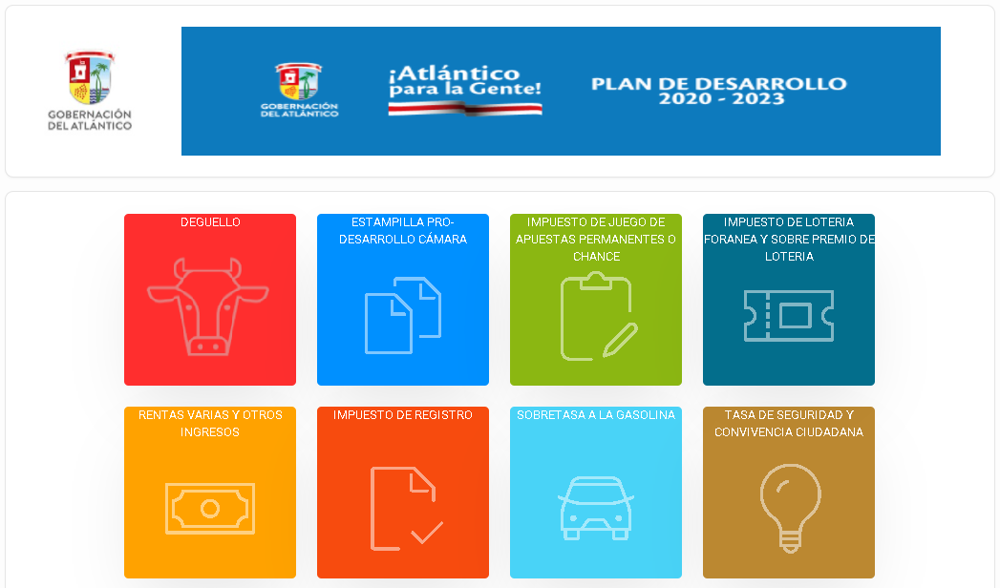 GOBERNACIÓN
DEL ATLÁNTICO
GOBERNACIÓN
DEL ATLÁNTICO
¡Atlántico
para la Gente!
PLAN DE DESARROLLO
2020 - 2023
DEGUELLO
ESTAMPILLA PRO-
DESARROLLO CÁMARA
IMPUESTO DE JUEGO DE
APUESTAS PERMANENTES O
CHANCE
IMPUESTO DE LOTERIA
FORANEA Y SOBRE PREMIO DE
LOTERIA
RENTAS VARIAS Y OTROS
INGRESOS
IMPUESTO DE REGISTRO
SOBRETASA A LA GASOLINA
TASA DE SEGURIDAD Y
CONVIVENCIA CIUDADANA